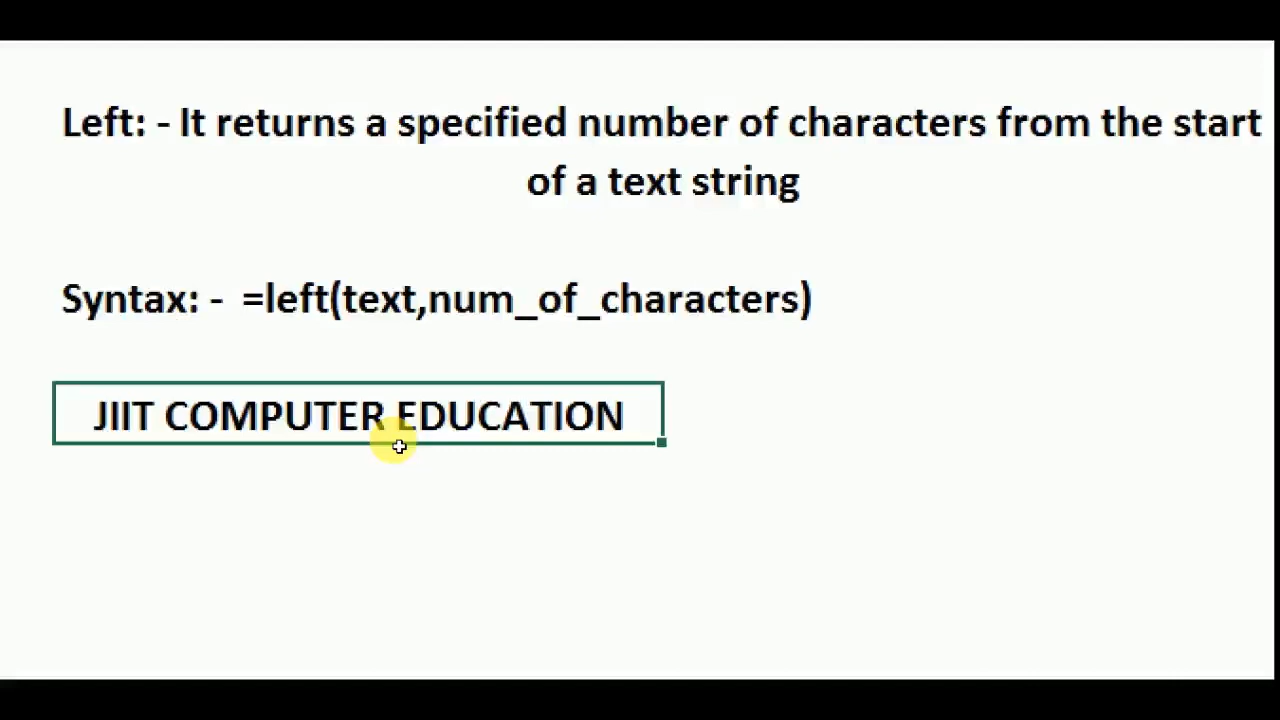 Left: - It returns a specified number of characters from the start
of a text string
Syntax: - =left(text,num_of_characters)
JIIT COMPUTER EDUCATION